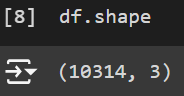 [8] df.shape
(10314, 3)